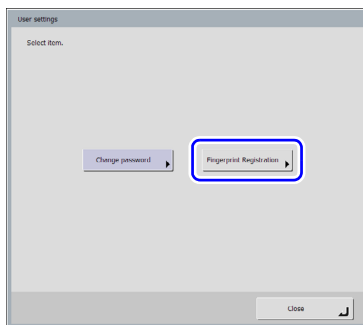 User settings
Select item.
Change password
Fingerprint Registration
Close